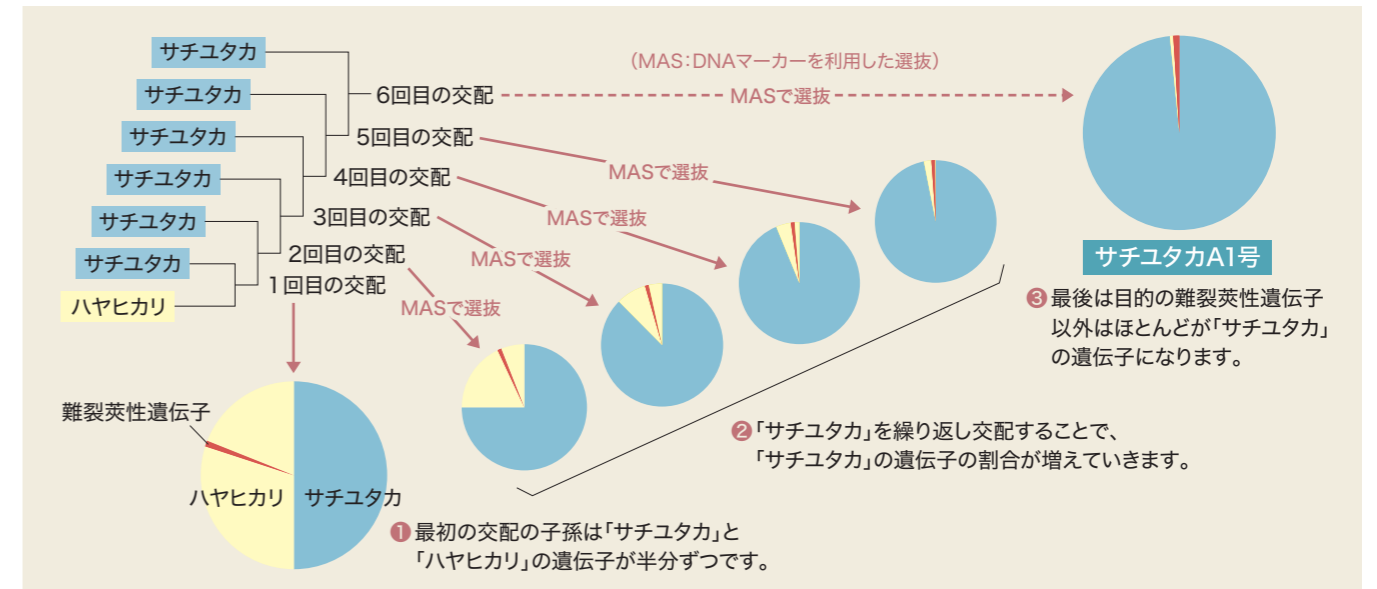 サチユタカ
サチユタカ
サチユタカ
サチユタカ
サチユタカ
サチユタカ
ハヤヒカリ
6回目の交配
5回目の交配
4回目の交配
3回目の交配
2回目の交配
1回目の交配
（MAS：DNAマーカーを利用した選抜）
MASで選抜
MASで選抜
MASで選抜
MASで選抜
MASで選抜
サチユタカA1号
❸最後は目的の難裂莢性遺伝子
以外はほとんどが「サチユタカ」
の遺伝子になります。
難裂莢性遺伝子
ハヤヒカリ
サチユタカ
❷「サチユタカ」を繰り返し交配することで、
「サチユタカ」の遺伝子の割合が増えていきます。
❶最初の交配の子孫は「サチユタカ」と
「ハヤヒカリ」の遺伝子が半分ずつです。